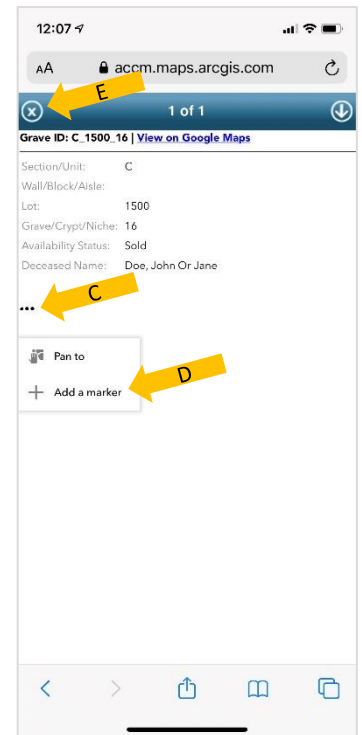 12:07
AA accm.maps.arcgis.com
E
1 of 1
Grave ID: C_1500_16 | View on Google Maps
Section/Unit: C
Wall/Block/Aisle:
Lot: 1500
Grave/Crypt/Niche: 16
Availability Status: Sold
Deceased Name: Doe, John Or Jane
C
...
Pan to
D
Add a marker